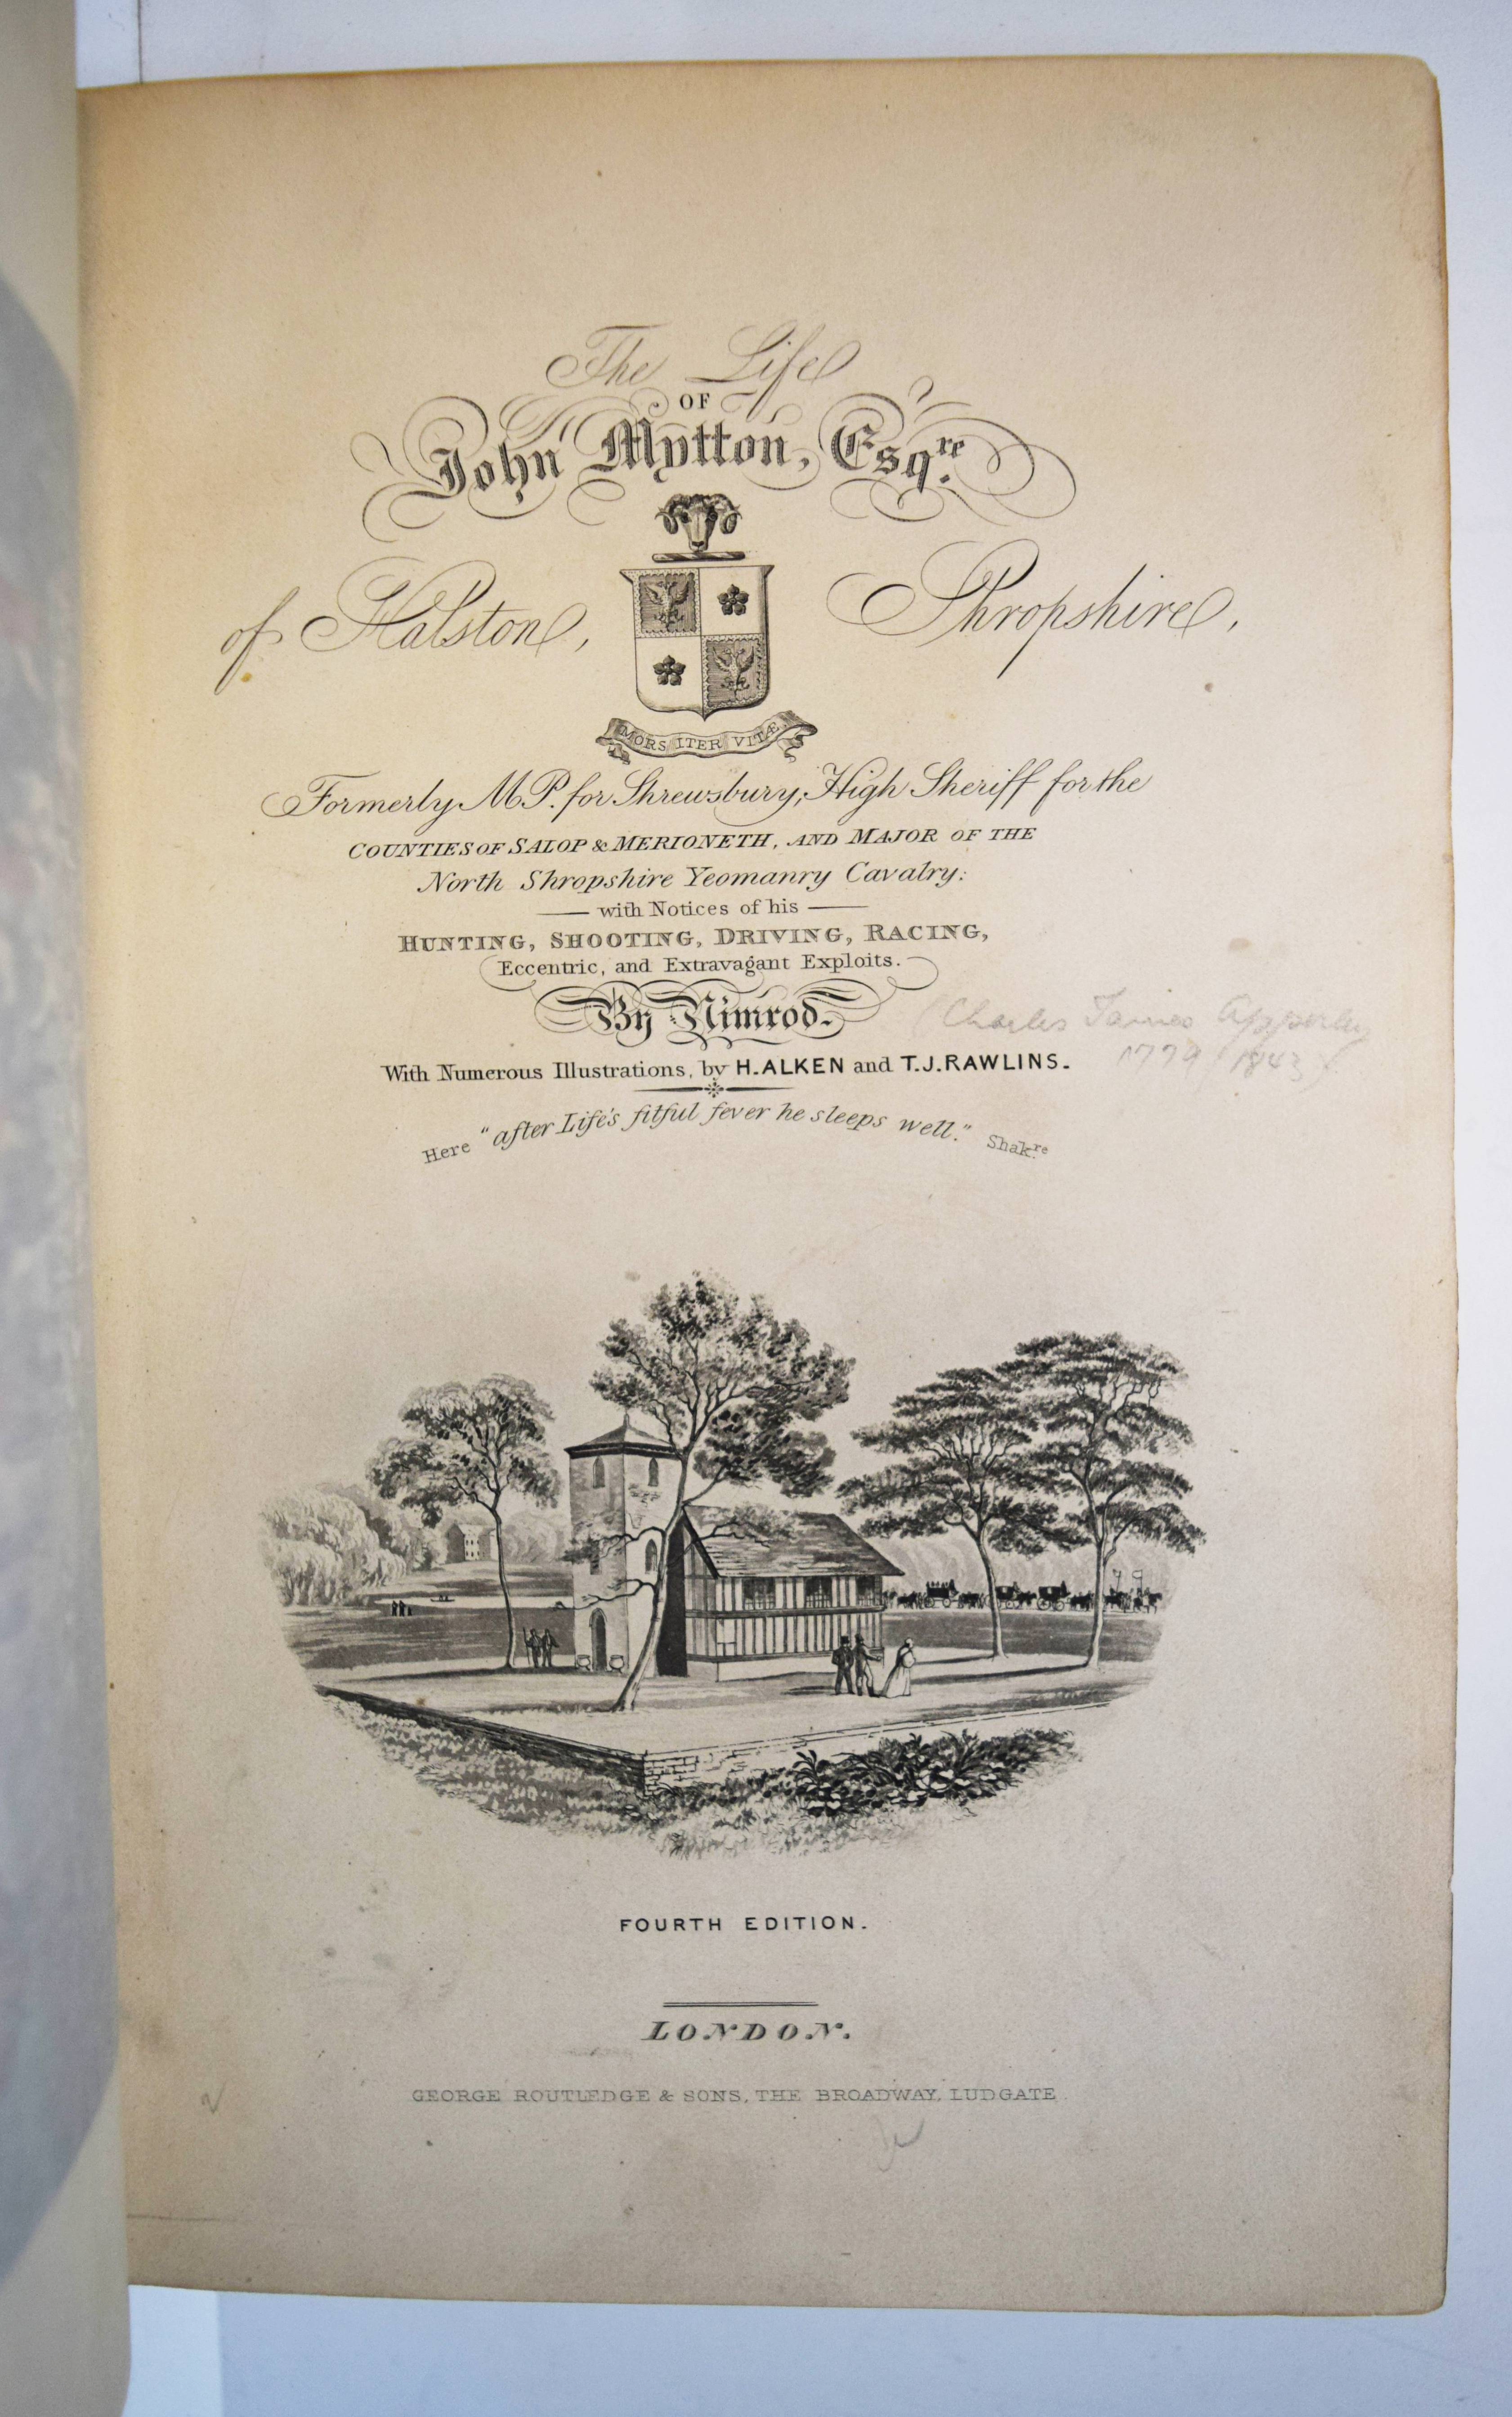 The Life
OF
John Mytton, Esqre.
of Halston, Shropshire,
MORS ITER VITÆ
Formerly M.P. for Shrewsbury, High Sheriff for the
COUNTIES OF SALOP & MERIONETH, AND MAJOR OF THE
North Shropshire Yeomanry Cavalry:
with Notices of his
HUNTING, SHOOTING, DRIVING, RACING,
Eccentric, and Extravagant Exploits.
By Nimrod.
(Charles James Apperley
1779 / 1843)
With Numerous Illustrations, by H. ALKEN and T. J. RAWLINS.
Here "after Life's fitful fever he sleeps well." Shakre.
FOURTH EDITION.
LONDON.
GEORGE ROUTLEDGE & SONS, THE BROADWAY, LUDGATE.